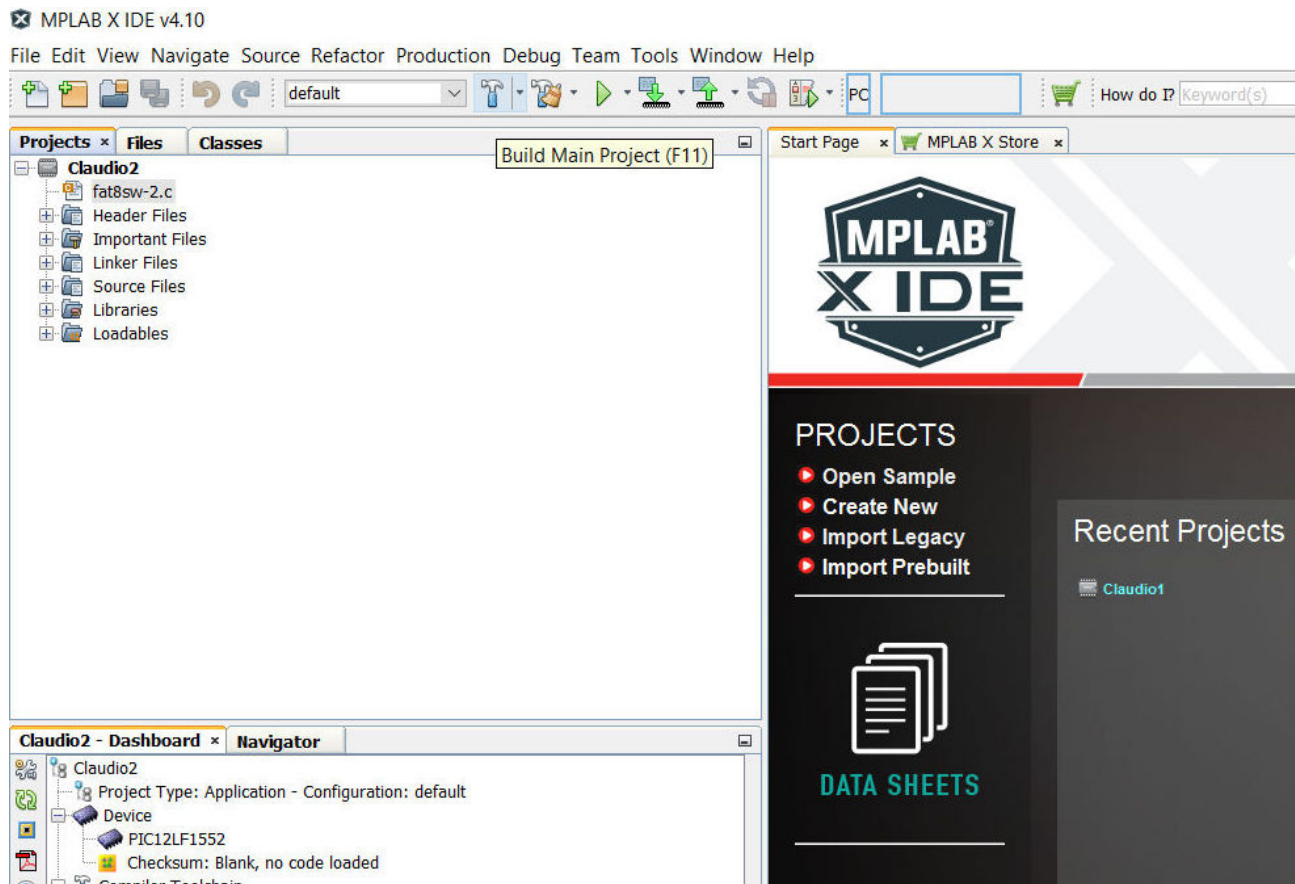 MPLAB X IDE v4.10
File Edit View Navigate Source Refactor Production Debug Team Tools Window Help
default
PC
How do I? Keyword(s)
Projects × Files Classes
Build Main Project (F11)
Start Page × MPLAB X Store ×
Claudio2
fat8sw-2.c
Header Files
Important Files
Linker Files
Source Files
Libraries
Loadables
MPLAB®
X IDE
PROJECTS
Open Sample
Create New
Import Legacy
Import Prebuilt
Recent Projects
Claudio1
DATA SHEETS
Claudio2 - Dashboard × Navigator
Claudio2
Project Type: Application - Configuration: default
Device
PIC12LF1552
Checksum: Blank, no code loaded
Compiler Toolchain